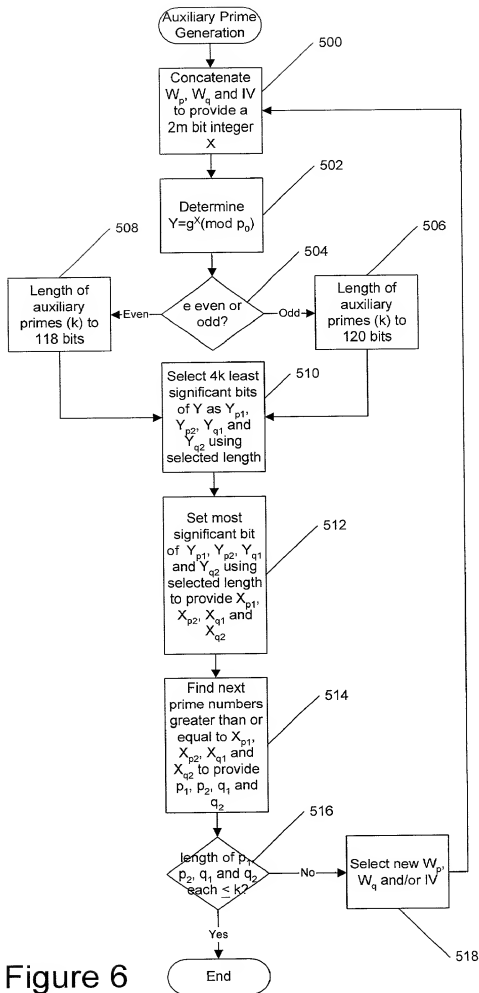 Auxiliary Prime
Generation
500
Concatenate
Wp, Wq and IV
to provide a
2m bit integer
X
502
Determine
Y=g^X(mod p0)
508
504
506
Length of
auxiliary
primes (k) to
118 bits
Even
e even or
odd?
Odd
Length of
auxiliary
primes (k) to
120 bits
510
Select 4k least
significant bits
of Y as Yp1,
Yp2, Yq1 and
Yq2 using
selected length
512
Set most
significant bit
of Yp1, Yp2, Yq1
and Yq2 using
selected length
to provide Xp1,
Xp2, Xq1 and
Xq2
514
Find next
prime numbers
greater than or
equal to Xp1,
Xp2, Xq1 and
Xq2 to provide
p1, p2, q1 and
q2
516
length of p1,
p2, q1 and q2
each ≤ k?
No
Select new Wp,
Wq and/or IV
518
Yes
End
Figure 6